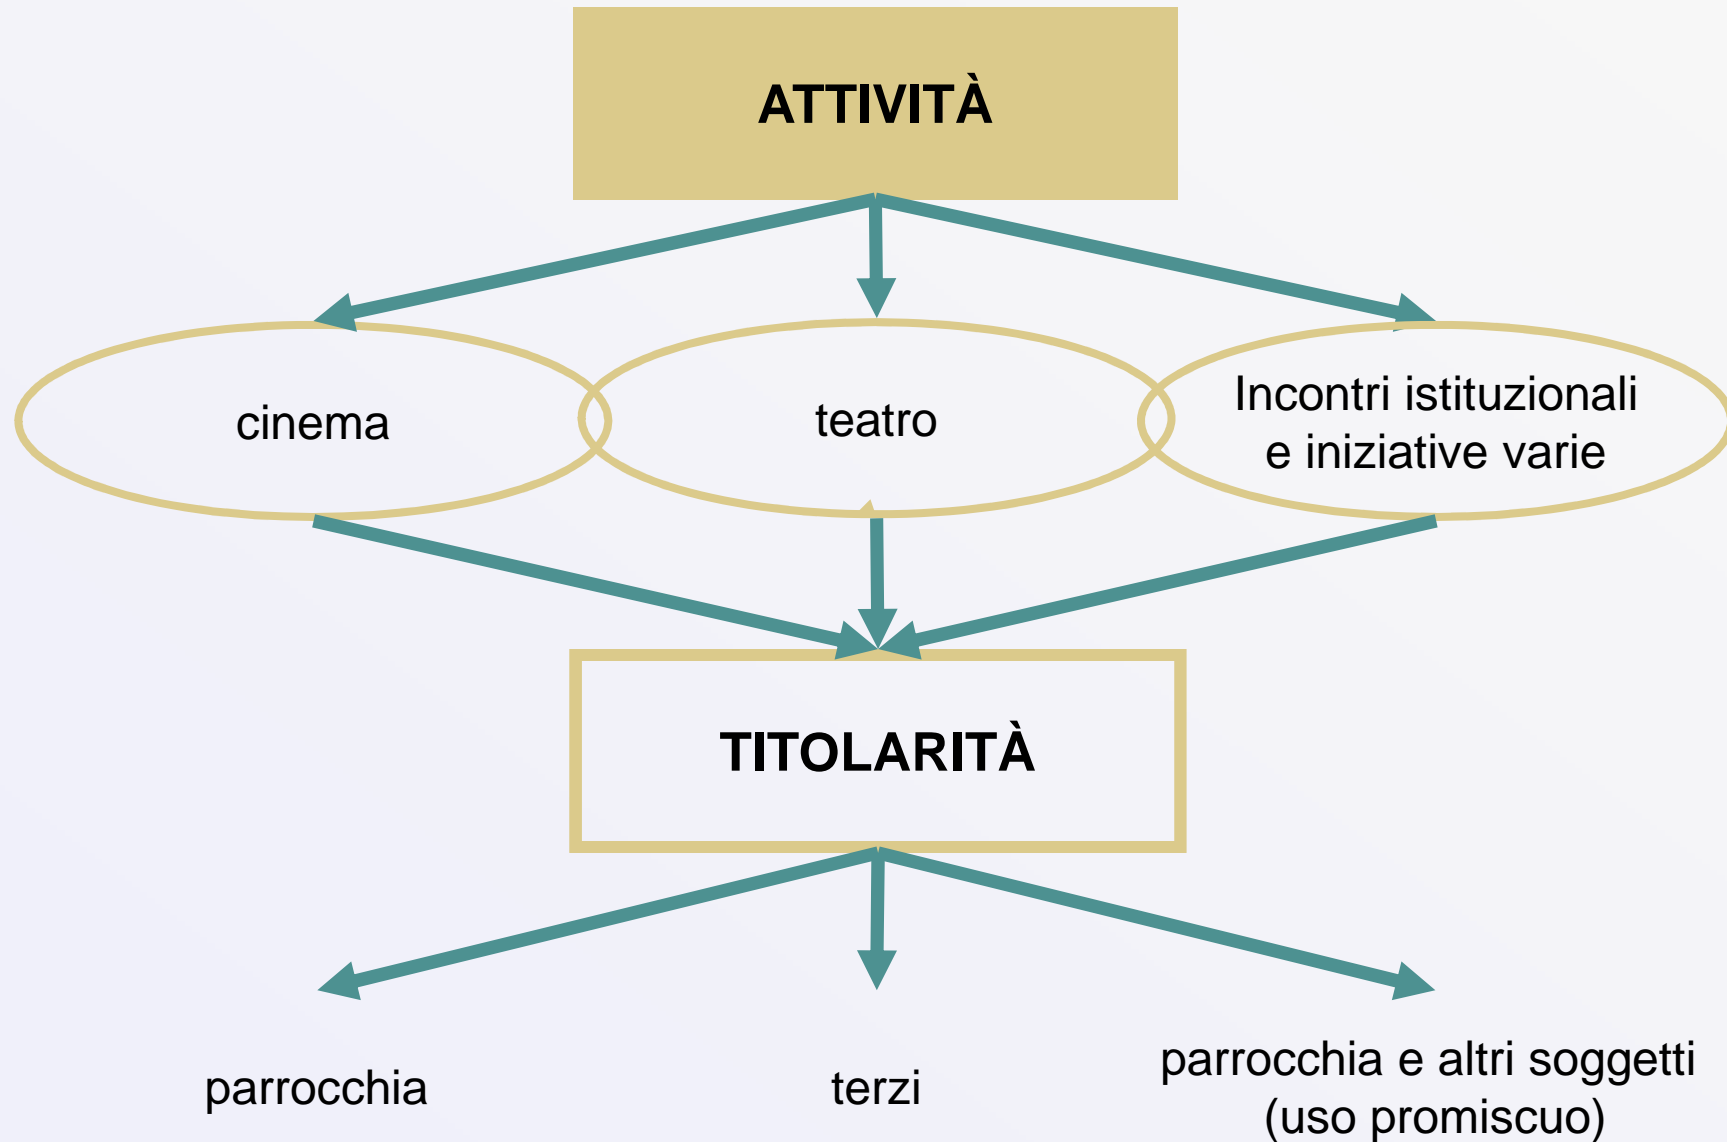 ATTIVITÀ
cinema
teatro
Incontri istituzionali
e iniziative varie
TITOLARITÀ
parrocchia
terzi
parrocchia e altri soggetti
(uso promiscuo)